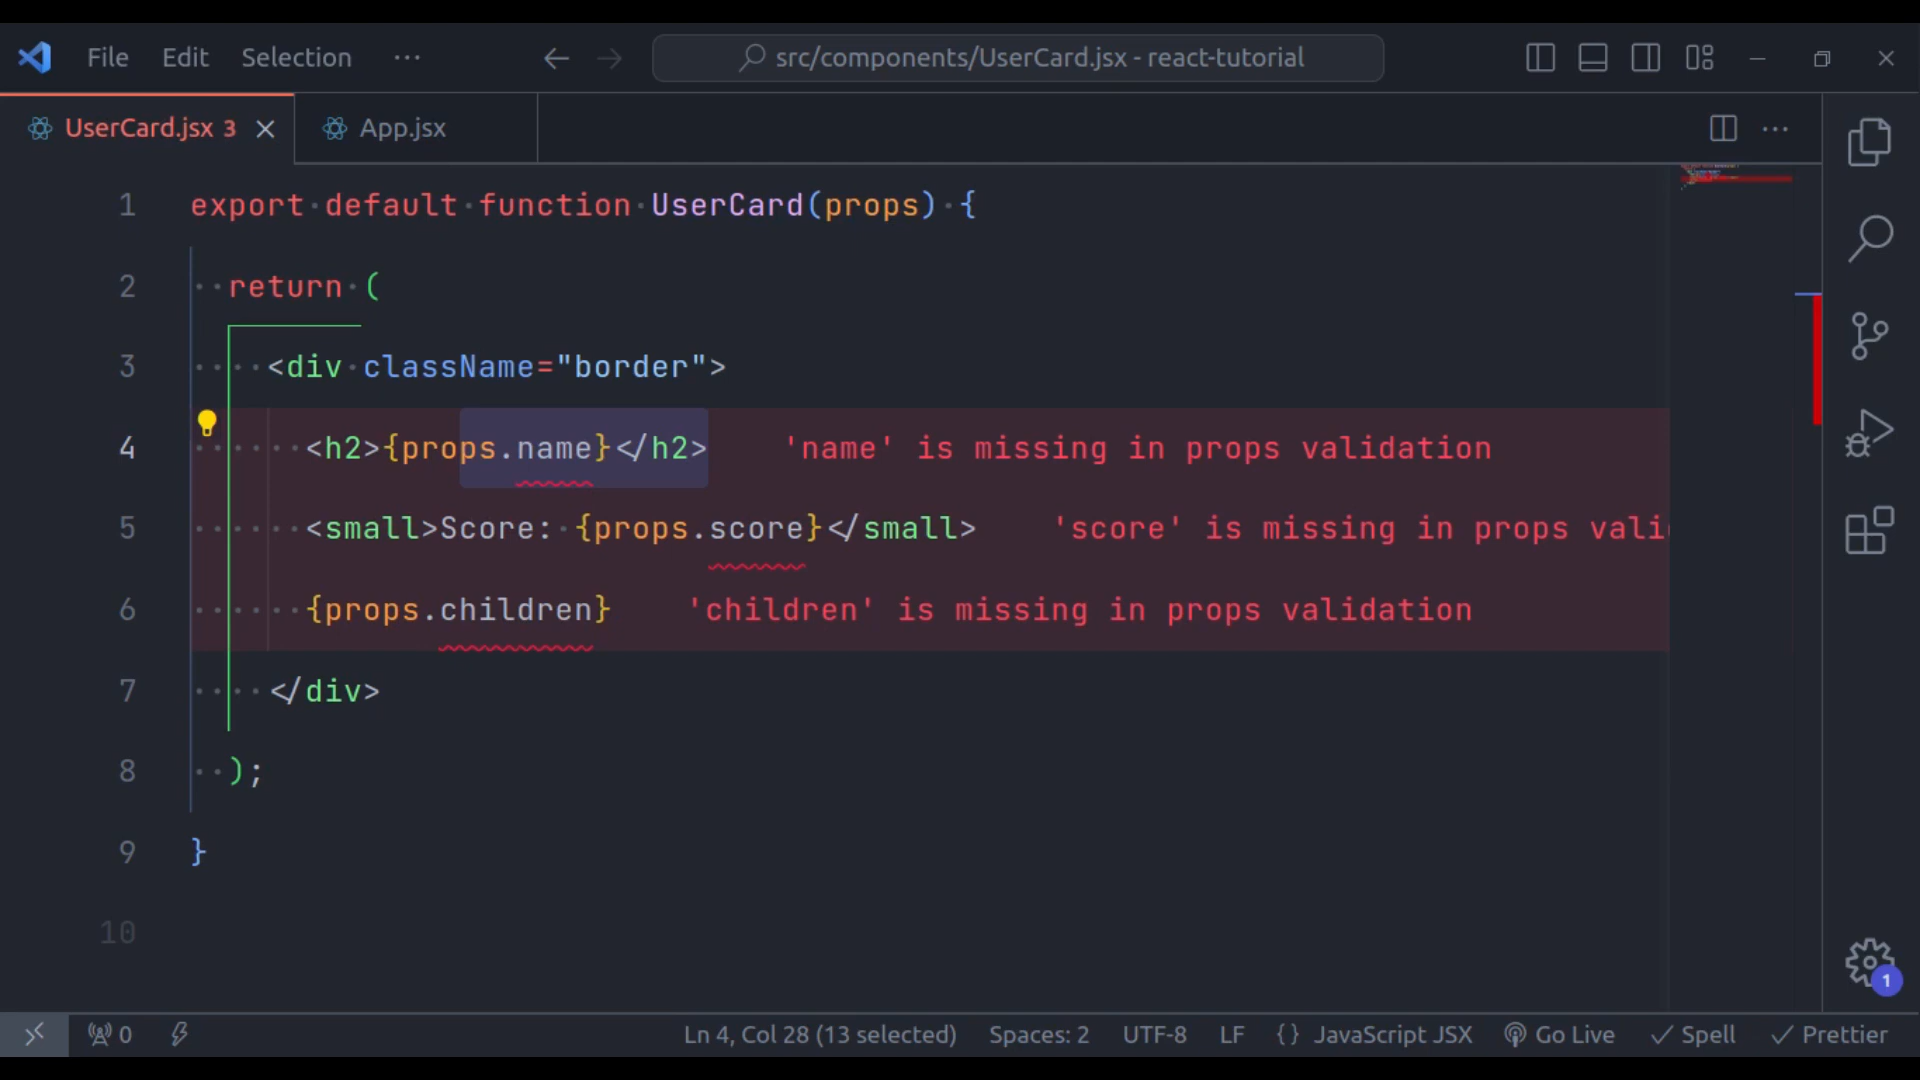 File Edit Selection ··· src/components/UserCard.jsx - react-tutorial
UserCard.jsx 3 App.jsx
1 export default function UserCard(props) {
2 return (
3 <div className="border">
4 <h2>{props.name}</h2> 'name' is missing in props validation
5 <small>Score: {props.score}</small> 'score' is missing in props vali
6 {props.children} 'children' is missing in props validation
7 </div>
8 );
9 }
10
1
0 Ln 4, Col 28 (13 selected) Spaces: 2 UTF-8 LF {} JavaScript JSX Go Live Spell Prettier